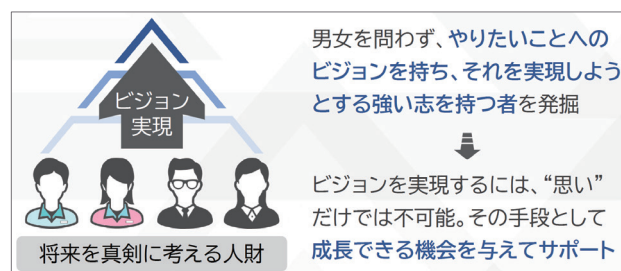 ビジョン
実現
将来を真剣に考える人財
男女を問わず、やりたいことへの
ビジョンを持ち、それを実現しよう
とする強い志を持つ者を発掘
ビジョンを実現するには、“思い”
だけでは不可能。その手段として
成長できる機会を与えてサポート